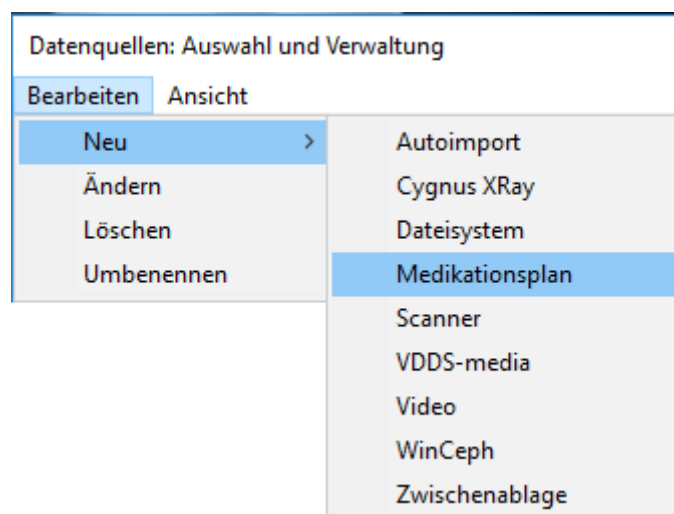 Datenquellen: Auswahl und Verwaltung
Bearbeiten Ansicht
Neu >
Ändern
Löschen
Umbenennen
Autoimport
Cygnus XRay
Dateisystem
Medikationsplan
Scanner
VDDS-media
Video
WinCeph
Zwischenablage